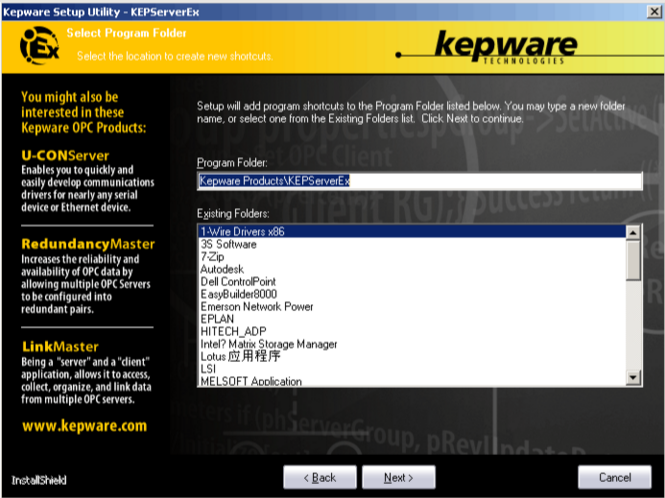 Kepware Setup Utility - KEPServerEx
Select Program Folder
Select the location to create new shortcuts.
Ex
kepware
TECHNOLOGIES
You might also be
interested in these
Kepware OPC Products:
U-CONServer
Enables you to quickly and
easily develop communications
drivers for nearly any serial
device or Ethernet device.
RedundancyMaster
Increases the reliability and
availability of OPC data by
allowing multiple OPC Servers
to be configured into
redundant pairs.
LinkMaster
Being a "server" and a "client"
application, allows it to access,
collect, organize, and link data
from multiple OPC servers.
www.kepware.com
Setup will add program shortcuts to the Program Folder listed below. You may type a new folder
name, or select one from the Existing Folders list. Click Next to continue.
Program Folder:
Kepware Products\KEPServerEx
Existing Folders:
1-Wire Drivers x86
3S Software
7-Zip
Autodesk
Dell ControlPoint
EasyBuilder8000
Emerson Network Power
EPLAN
HITECH_ADP
Intel? Matrix Storage Manager
Lotus 应用程序
LSI
MELSOFT Application
InstallShield
< Back
Next >
Cancel